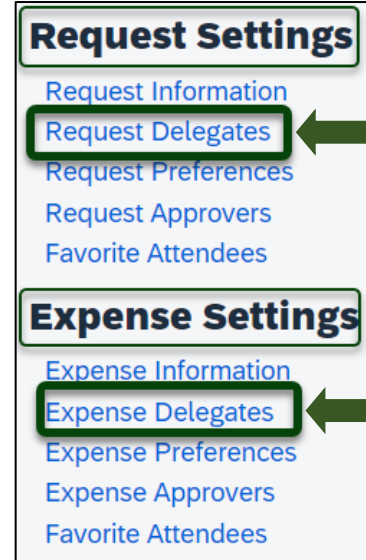 Request Settings
Request Information
Request Delegates
Request Preferences
Request Approvers
Favorite Attendees
Expense Settings
Expense Information
Expense Delegates
Expense Preferences
Expense Approvers
Favorite Attendees